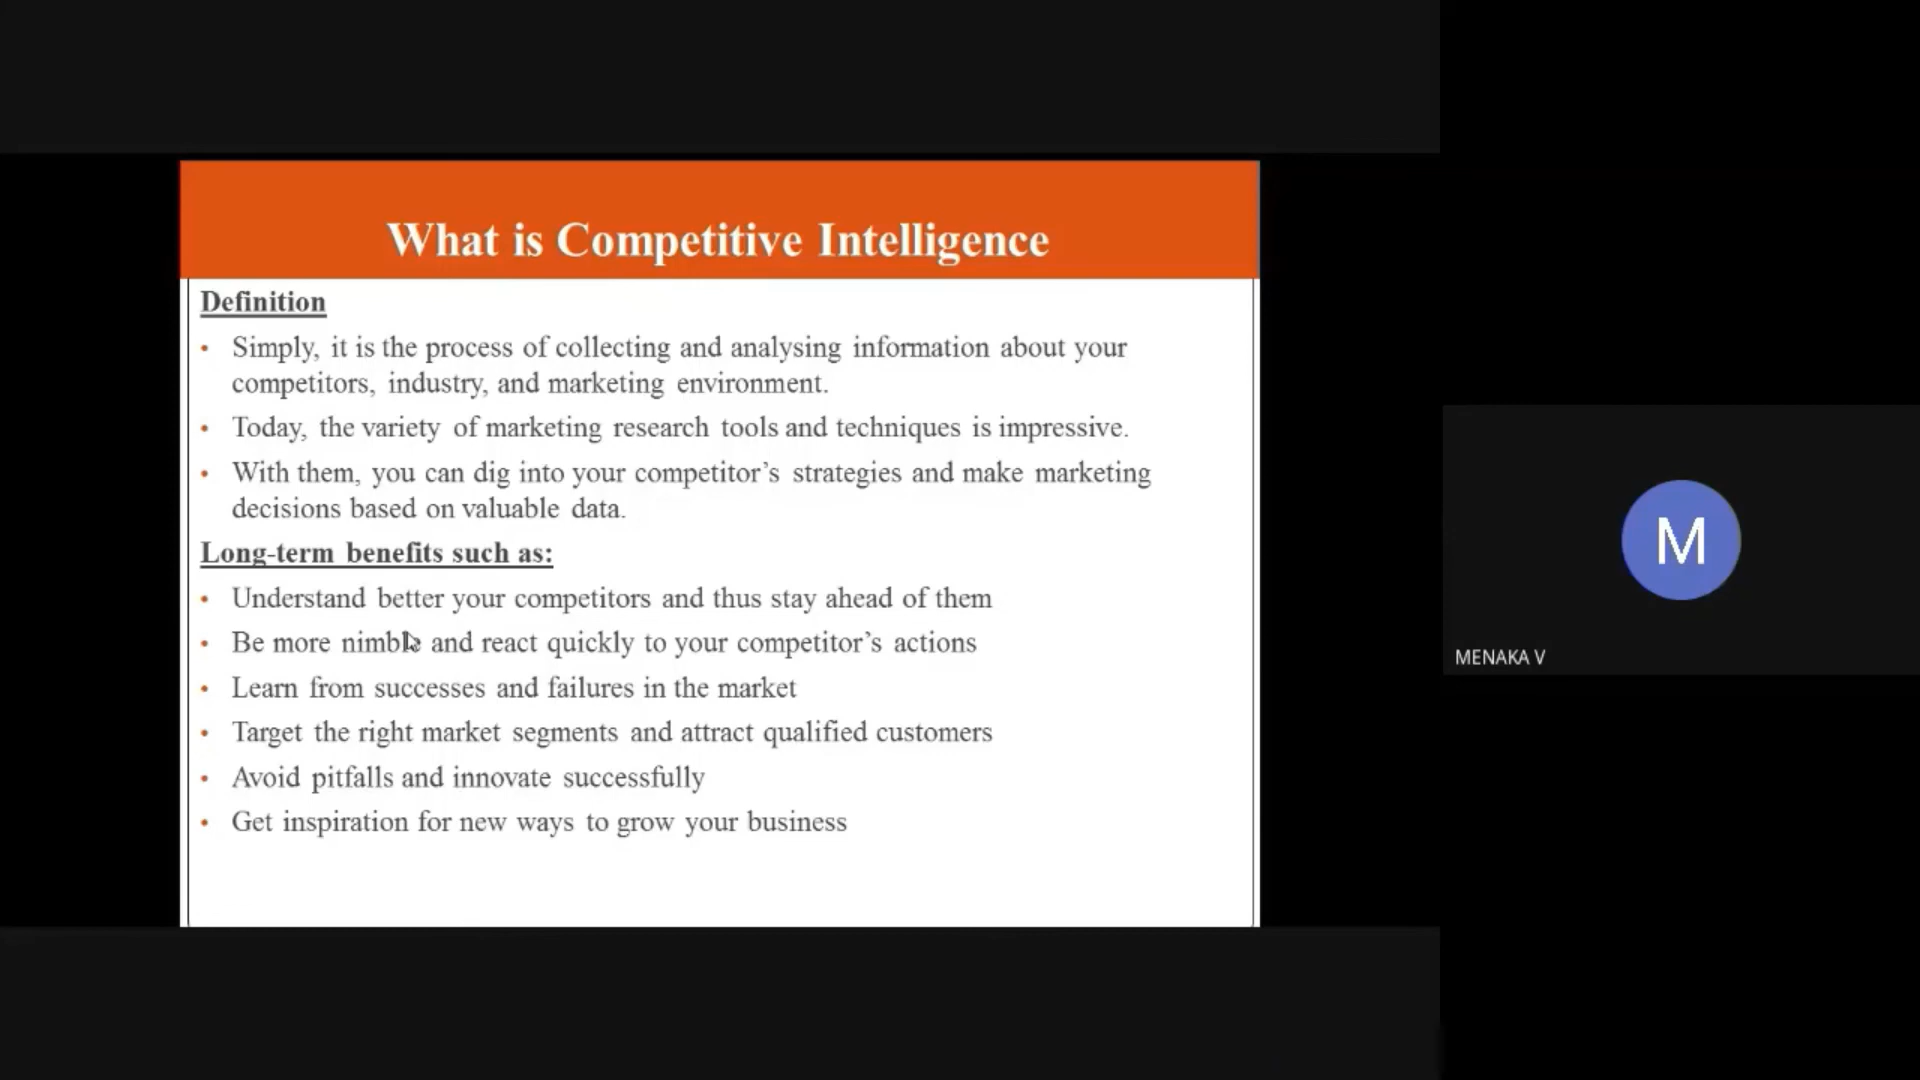 What is Competitive Intelligence
Definition
• Simply, it is the process of collecting and analysing information about your
competitors, industry, and marketing environment.
• Today, the variety of marketing research tools and techniques is impressive.
• With them, you can dig into your competitor’s strategies and make marketing
decisions based on valuable data.
Long-term benefits such as:
• Understand better your competitors and thus stay ahead of them
• Be more nimble and react quickly to your competitor’s actions
• Learn from successes and failures in the market
• Target the right market segments and attract qualified customers
• Avoid pitfalls and innovate successfully
• Get inspiration for new ways to grow your business
M
MENAKA V